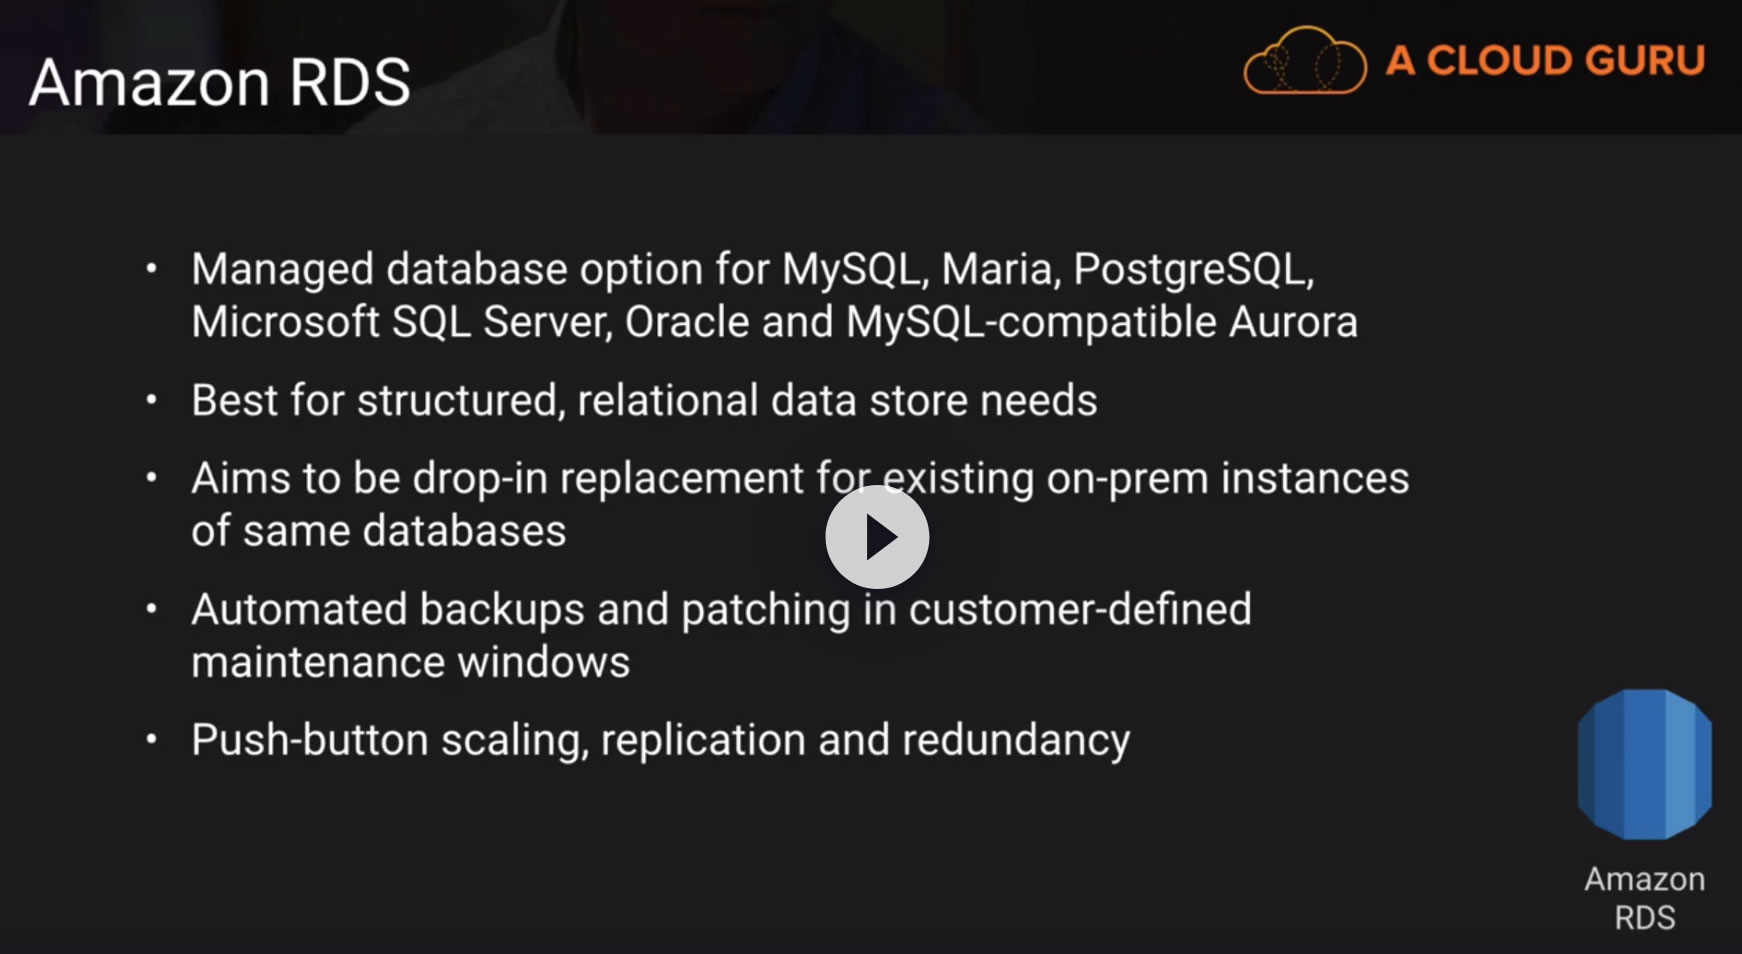 Amazon RDS
A CLOUD GURU
• Managed database option for MySQL, Maria, PostgreSQL,
Microsoft SQL Server, Oracle and MySQL-compatible Aurora
• Best for structured, relational data store needs
• Aims to be drop-in replacement for existing on-prem instances
of same databases
• Automated backups and patching in customer-defined
maintenance windows
• Push-button scaling, replication and redundancy
Amazon
RDS